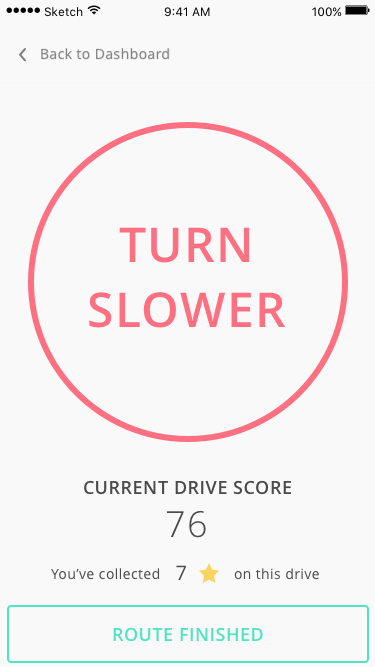 Sketch 9:41 AM 100%
Back to Dashboard
TURN
SLOWER
CURRENT DRIVE SCORE
76
You've collected 7 on this drive
ROUTE FINISHED